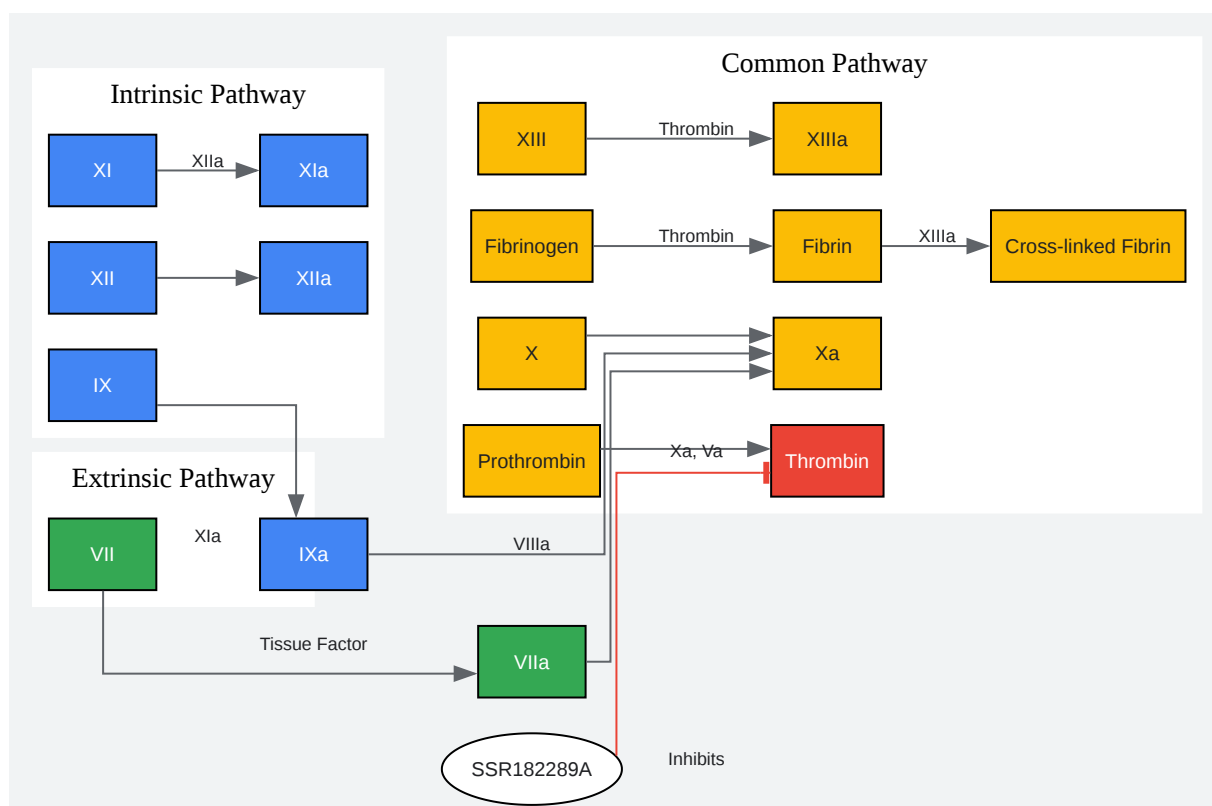 Intrinsic Pathway
XI
XIIa
XIa
XII
XIIa
IX
Extrinsic Pathway
VII
XIa
IXa
VIIIa
Tissue Factor
VIIa
SSR182289A
Inhibits
Common Pathway
XIII
Thrombin
XIIIa
Fibrinogen
Thrombin
Fibrin
XIIIa
Cross-linked Fibrin
X
Xa
Prothrombin
Xa, Va
Thrombin